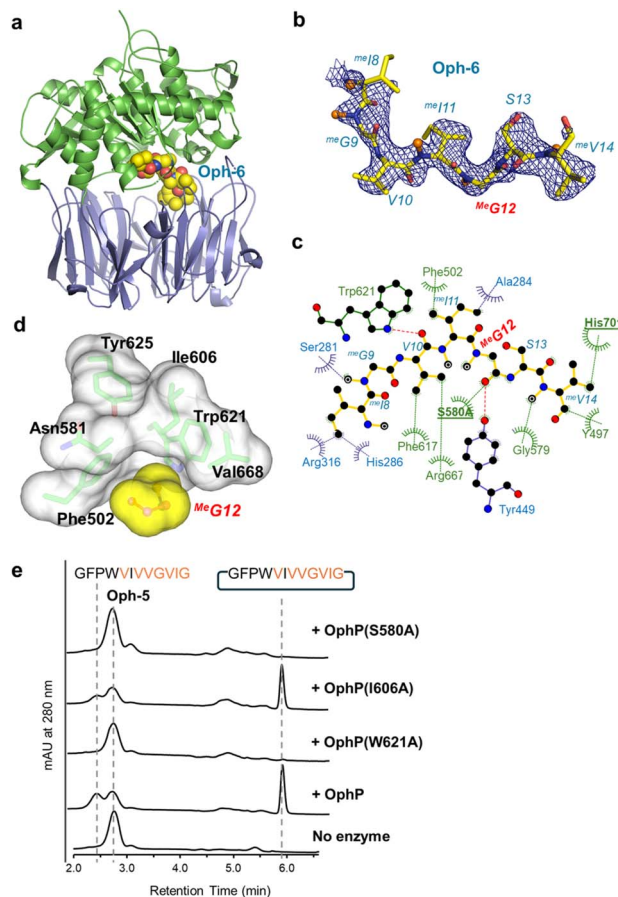 a
Oph-6
b
meI8
Oph-6
meI11
S13
meV14
meG9
V10
MeG12
c
Phe502
Trp621
meI11
Ala284
MeG12
His701
Ser281
meG9
V10
S13
meI8
S580A
meV14
Phe617
Gly579
Y497
Arg316
His286
Arg667
Tyr449
d
Tyr625
Ile606
Asn581
Trp621
Val668
Phe502
MeG12
e
GFPWVIVVGVIG
GFPWVIVVGVIG
Oph-5
+ OphP(S580A)
+ OphP(I606A)
+ OphP(W621A)
+ OphP
No enzyme
mAU at 280 nm
2.0 3.0 4.0 5.0 6.0
Retention Time (min)